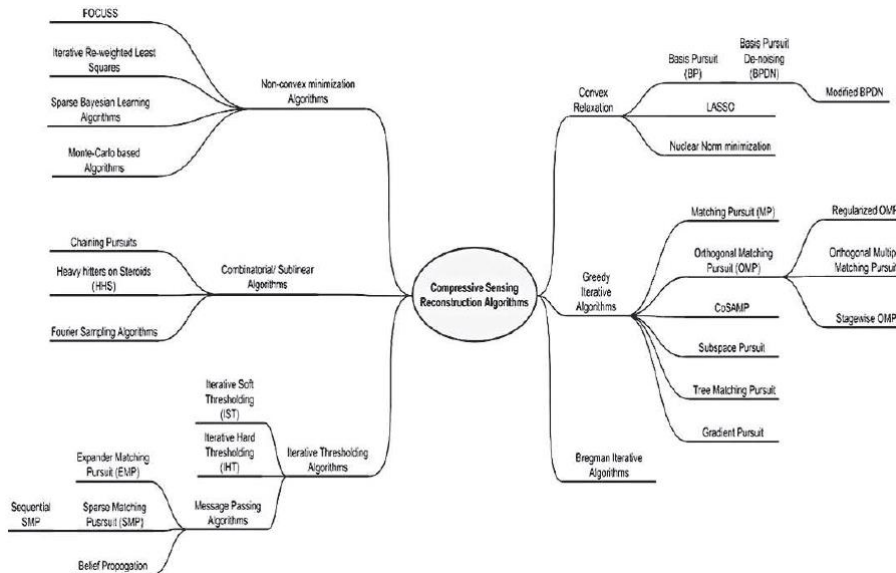 FOCUSS
Iterative Re-weighted Least
Squares
Sparse Bayesian Learning
Algorithms
Monte-Carlo based
Algorithms
Non-convex minimization
Algorithms
Chaining Pursuits
Heavy hitters on Steroids
(HHS)
Fourier Sampling Algorithms
Combinatorial/ Sublinear
Algorithms
Iterative Soft
Thresholding
(IST)
Iterative Hard
Thresholding
(IHT)
Iterative Thresholding
Algorithms
Expander Matching
Pursuit (EMP)
Sequential
SMP
Sparse Matching
Pusrsuit (SMP)
Message Passing
Algorithms
Belief Propogation
Compressive Sensing
Reconstruction Algorithms
Convex
Relaxation
Basis Pursuit
(BP)
Basis Pursuit
De-noising
(BPDN)
Modified BPDN
LASSO
Nuclear Norm minimization
Greedy
Iterative
Algorithms
Matching Pursuit (MP)
Orthogonal Matching
Pursuit (OMP)
Regularized OMP
Orthogonal Multip
Matching Pursuit
Stagewise OMP
CoSAMP
Subspace Pursuit
Tree Matching Pursuit
Gradient Pursuit
Bregman Iterative
Algorithms